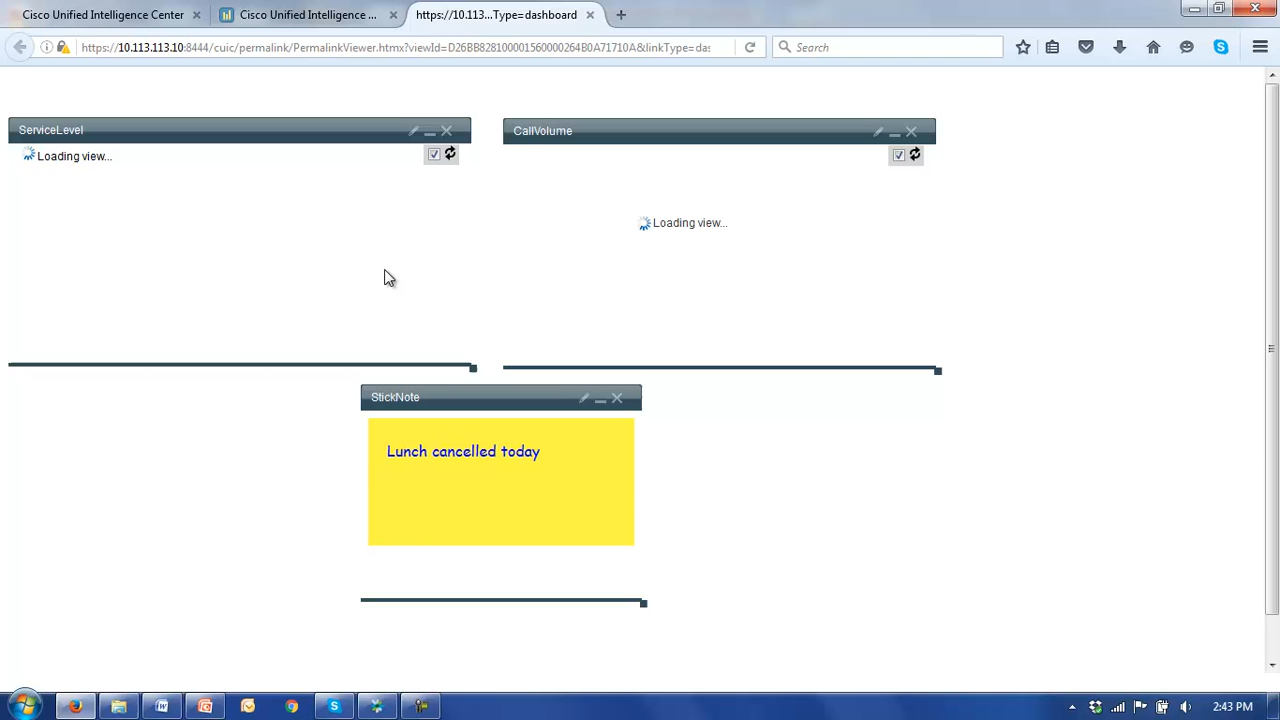 Cisco Unified Intelligence Center
Cisco Unified Intelligence ...
https://10.113...Type=dashboard
https://10.113.113.10:8444/cuic/permalink/PermalinkViewer.htmx?viewId=D26BB82810000156000264B0A71710A&linkType=das
Search
ServiceLevel
Loading view...
CallVolume
Loading view...
StickNote
Lunch cancelled today
2:43 PM